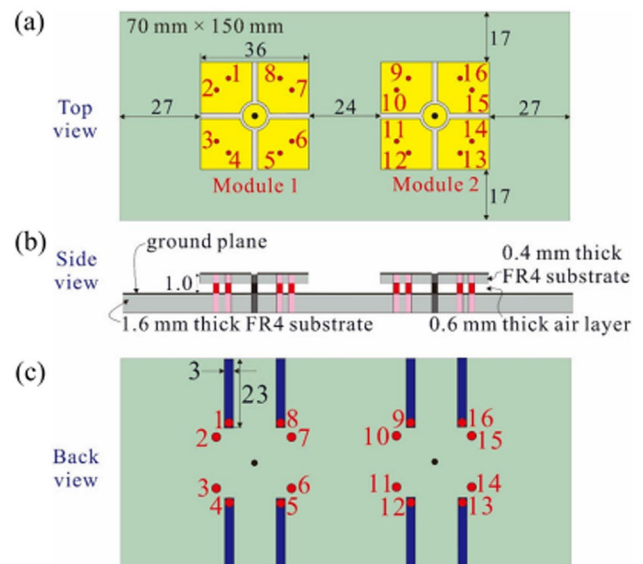 (a)
70 mm × 150 mm
36
17
1
8
9
16
2
7
10
15
27
24
27
Top
view
3
6
11
14
4
5
12
13
Module 1
Module 2
17
(b)
Side
view
ground plane
1.0
0.4 mm thick
FR4 substrate
1.6 mm thick FR4 substrate
0.6 mm thick air layer
(c)
3
23
1
8
9
16
2
7
10
15
Back
view
3
6
11
14
4
5
12
13